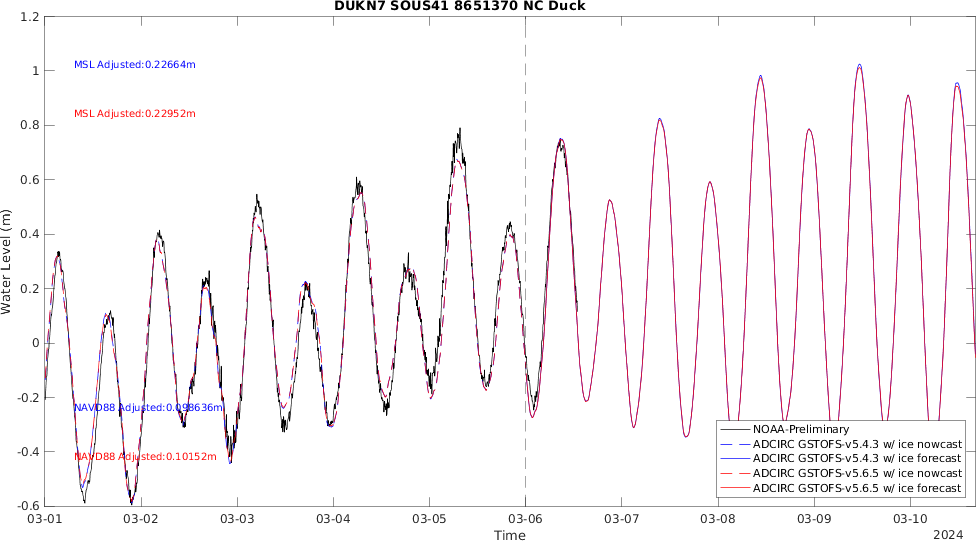 DUKN7 SOUS41 8651370 NC Duck
1.2
1
0.8
0.6
0.4
0.2
0
-0.2
-0.4
-0.6
Water Level (m)
MSL Adjusted:0.22664m
MSL Adjusted:0.22952m
NAVD88 Adjusted:0.098636m
NAVD88 Adjusted:0.10152m
NOAA-Preliminary
ADCIRC GSTOFS-v5.4.3 w/ ice nowcast
ADCIRC GSTOFS-v5.4.3 w/ ice forecast
ADCIRC GSTOFS-v5.6.5 w/ ice nowcast
ADCIRC GSTOFS-v5.6.5 w/ ice forecast
03-01 03-02 03-03 03-04 03-05 03-06 03-07 03-08 03-09 03-10
Time
2024